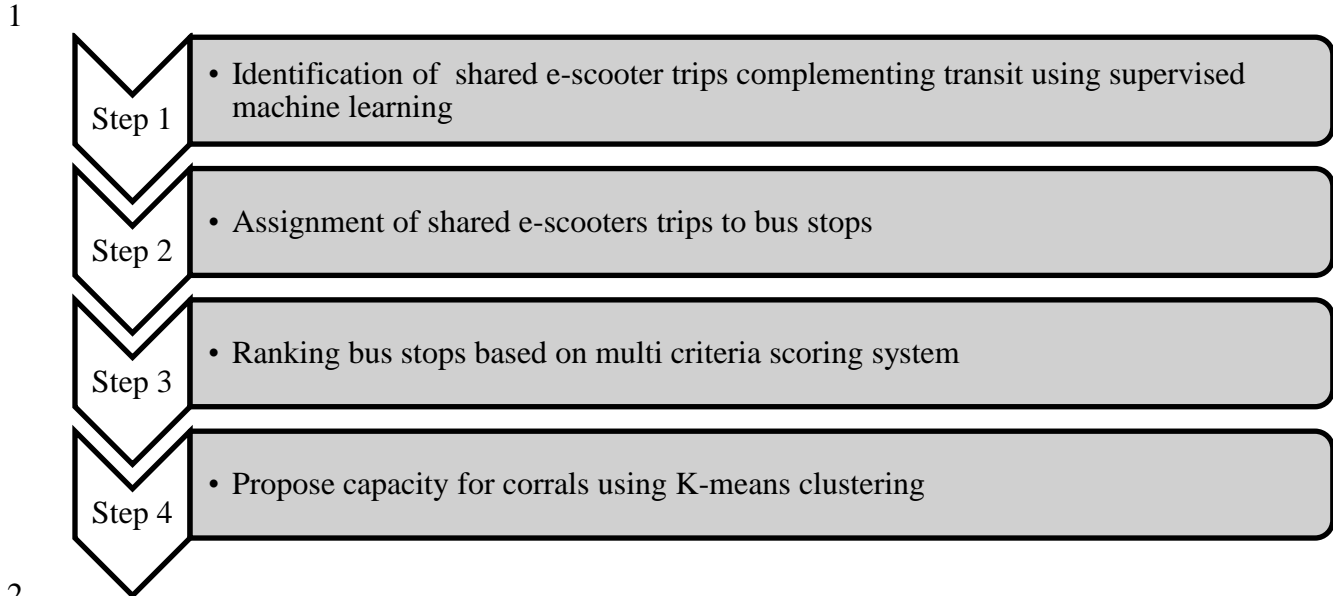 1
Step 1
• Identification of shared e-scooter trips complementing transit using supervised
machine learning
Step 2
• Assignment of shared e-scooters trips to bus stops
Step 3
• Ranking bus stops based on multi criteria scoring system
Step 4
• Propose capacity for corrals using K-means clustering
2